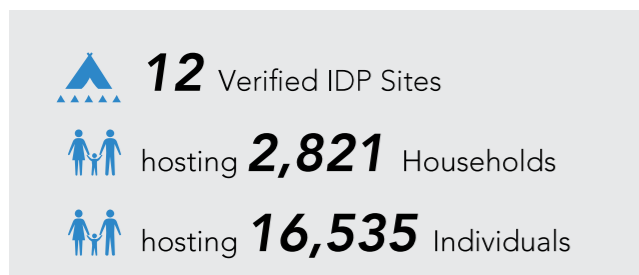 12 Verified IDP Sites
hosting 2,821 Households
hosting 16,535 Individuals